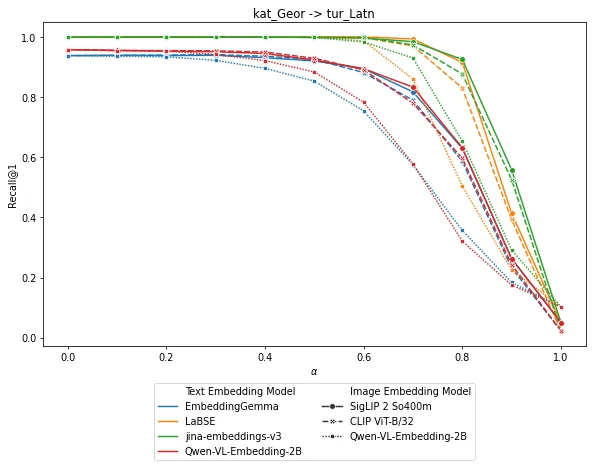 kat_Geor -> tur_Latn
Recall@1
1.0
0.8
0.6
0.4
0.2
0.0
0.0 0.2 0.4 0.6 0.8 1.0
α
Text Embedding Model
EmbeddingGemma
LaBSE
jina-embeddings-v3
Qwen-VL-Embedding-2B
Image Embedding Model
SigLIP 2 So400m
CLIP ViT-B/32
Qwen-VL-Embedding-2B